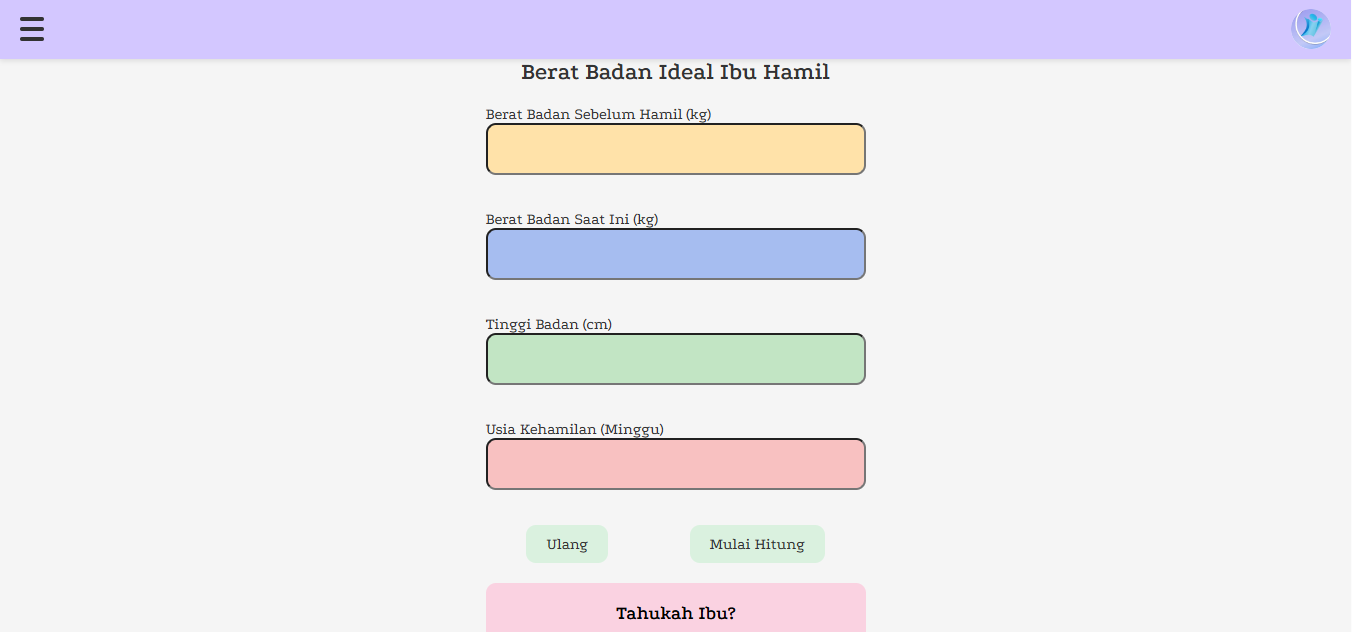 Berat Badan Ideal Ibu Hamil
Berat Badan Sebelum Hamil (kg)
Berat Badan Saat Ini (kg)
Tinggi Badan (cm)
Usia Kehamilan (Minggu)
Ulang
Mulai Hitung
Tahukah Ibu?